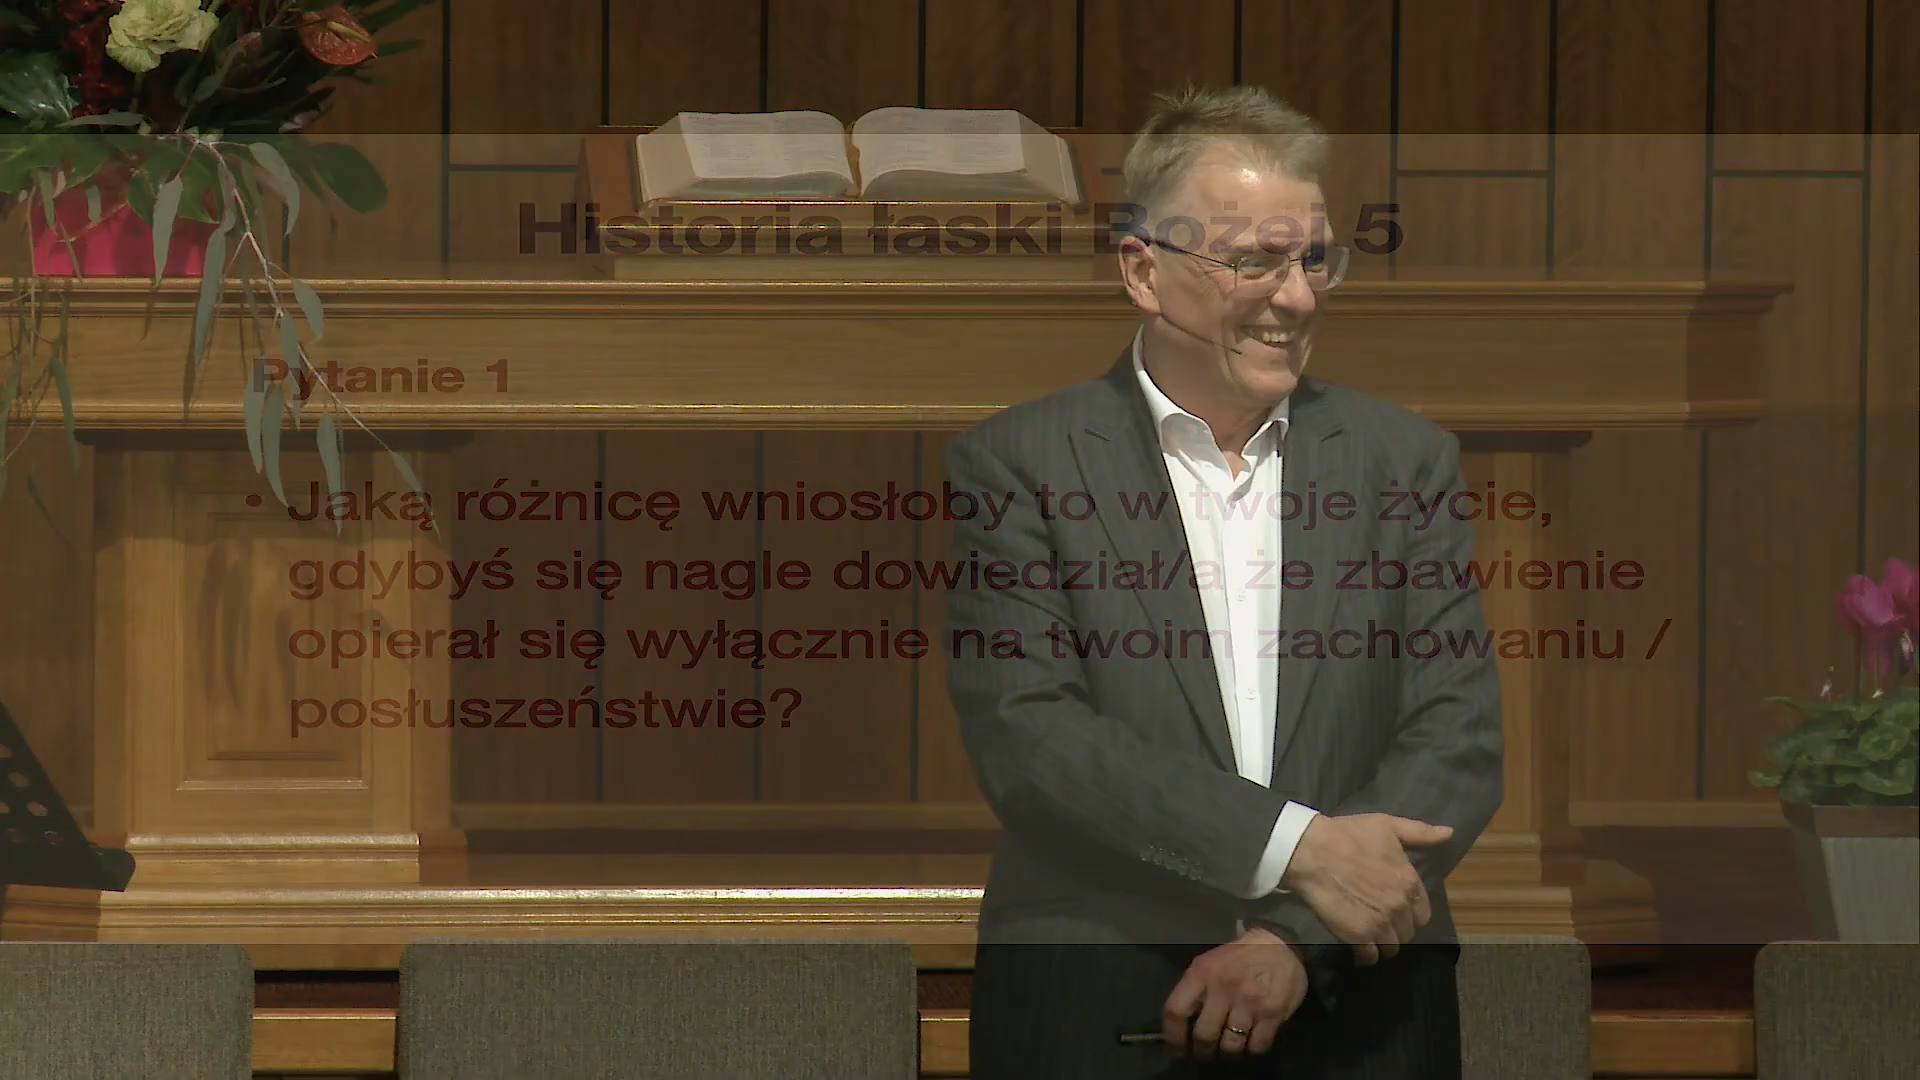 Historia łaski Bożej 5
Pytanie 1
• Jaką różnicę wniosłoby to w twoje życie,
gdybyś się nagle dowiedział/a że zbawienie
opierał się wyłącznie na twoim zachowaniu /
posłuszeństwie?